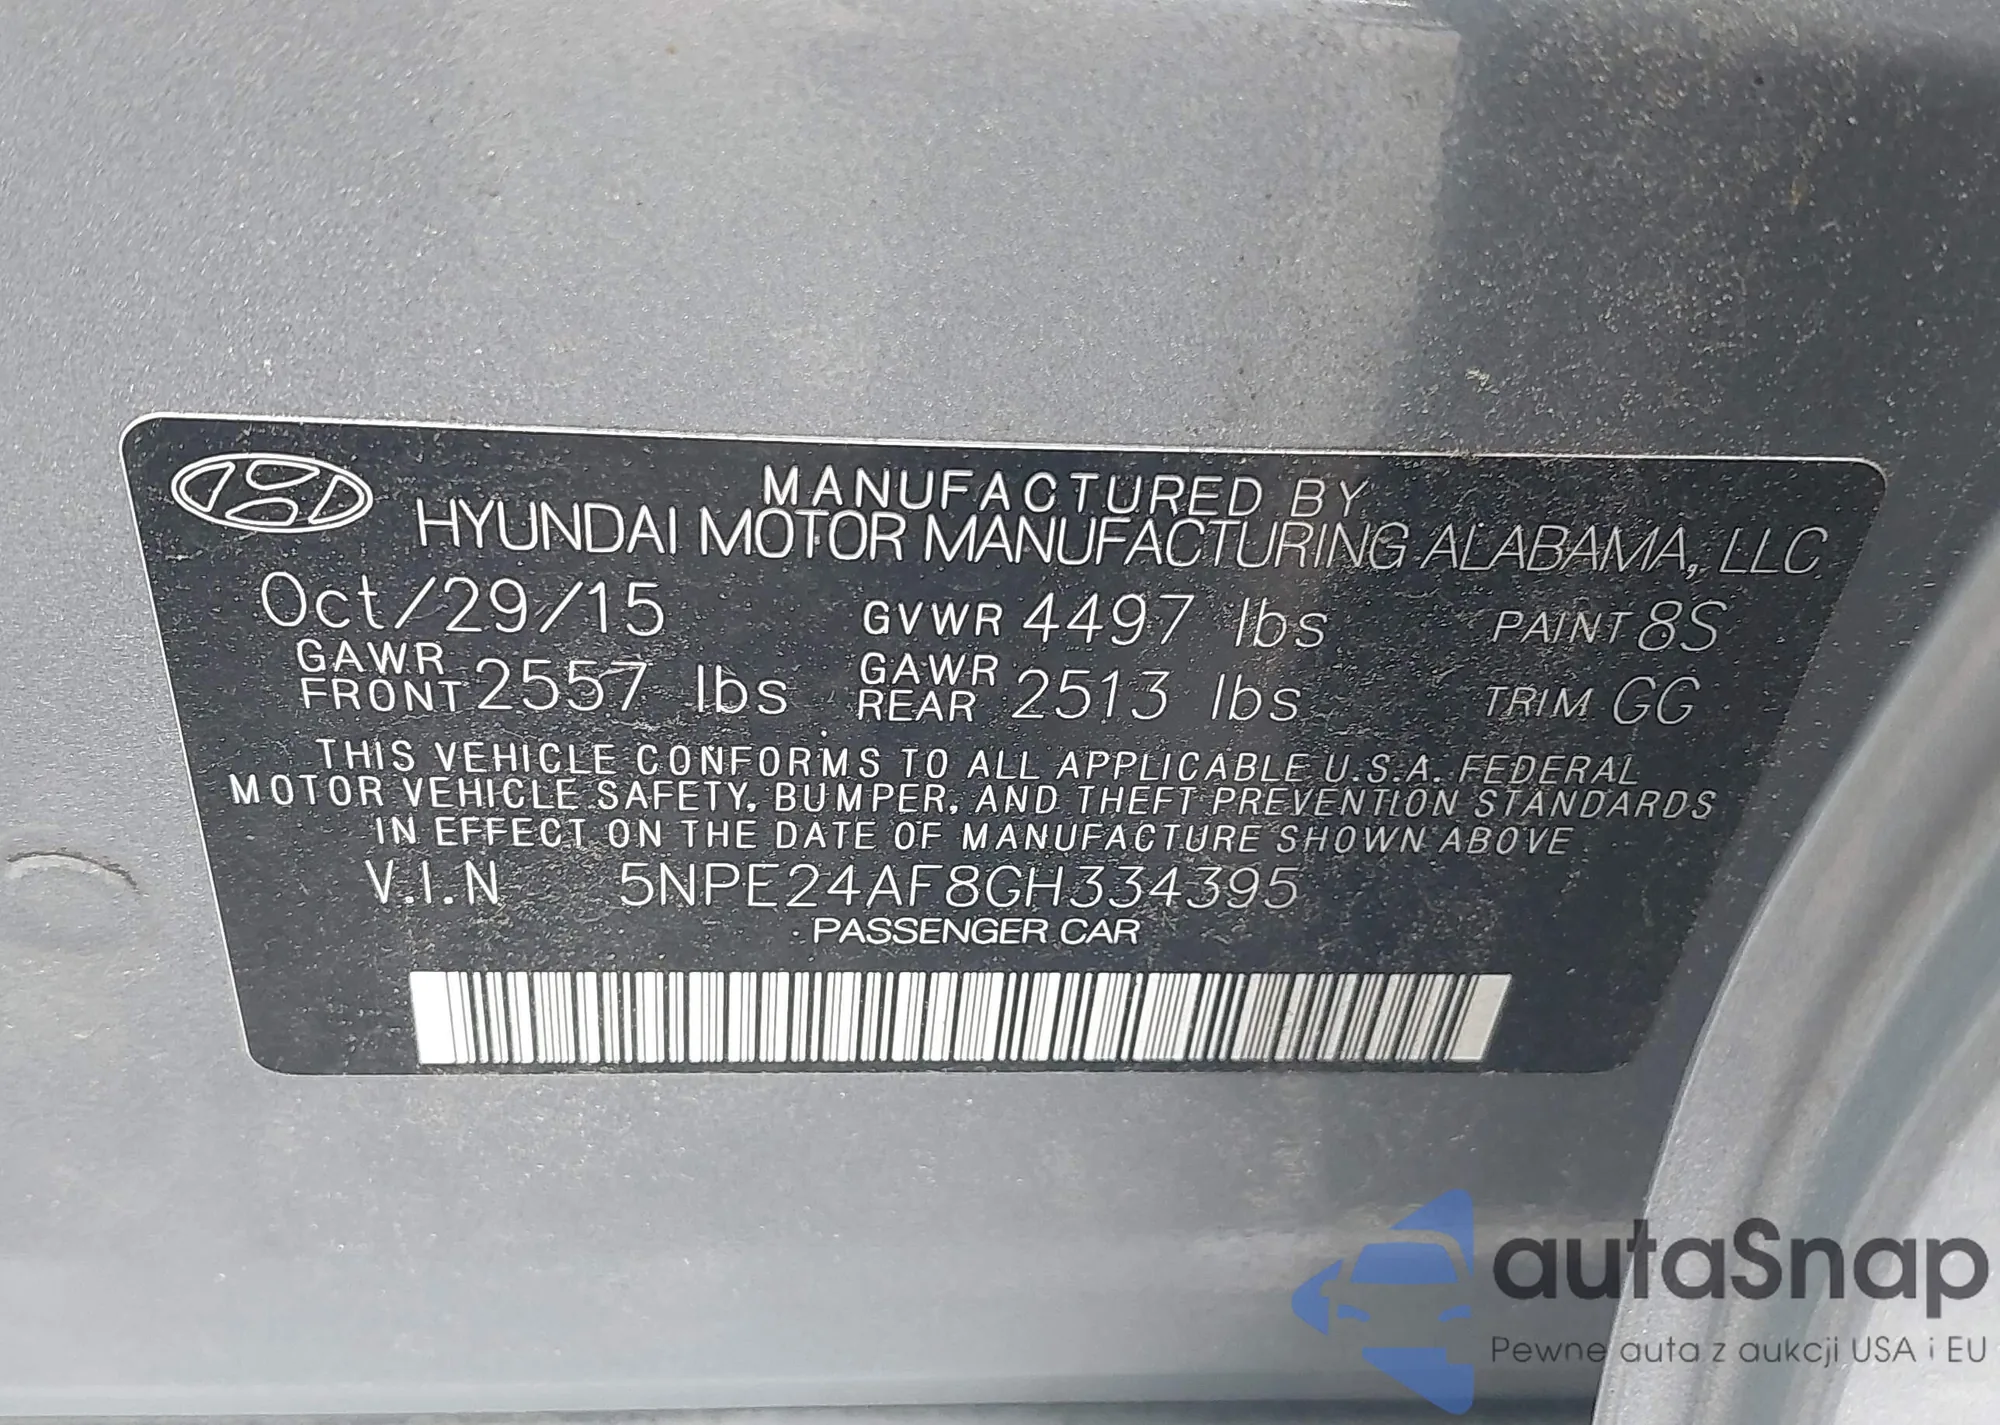 MANUFACTURED BY
HYUNDAI MOTOR MANUFACTURING ALABAMA, LLC
Oct/29/15 GVWR 4497 lbs PAINT 8S
GAWR FRONT 2557 lbs GAWR REAR 2513 lbs TRIM GG
THIS VEHICLE CONFORMS TO ALL APPLICABLE U.S.A. FEDERAL
MOTOR VEHICLE SAFETY, BUMPER, AND THEFT PREVENTION STANDARDS
IN EFFECT ON THE DATE OF MANUFACTURE SHOWN ABOVE
V.I.N 5NPE24AF8GH334395
PASSENGER CAR
autaSnap
Pewne auta z aukcji USA i EU